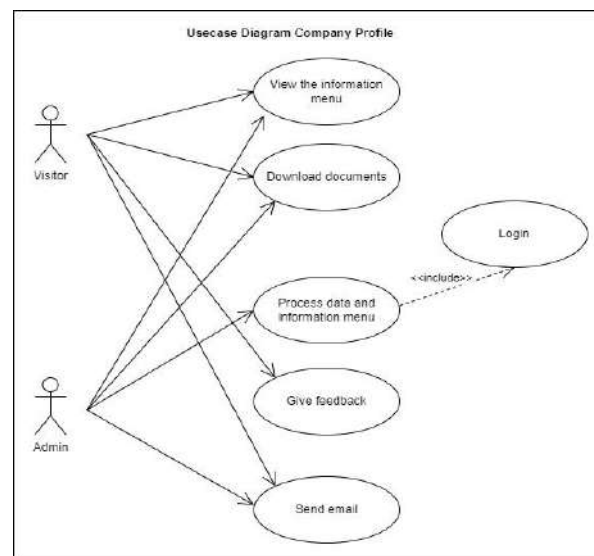 Usecase Diagram Company Profile
View the information
menu
Visitor
Download documents
Login
<<include>>
Process data and
information menu
Give feedback
Admin
Send email